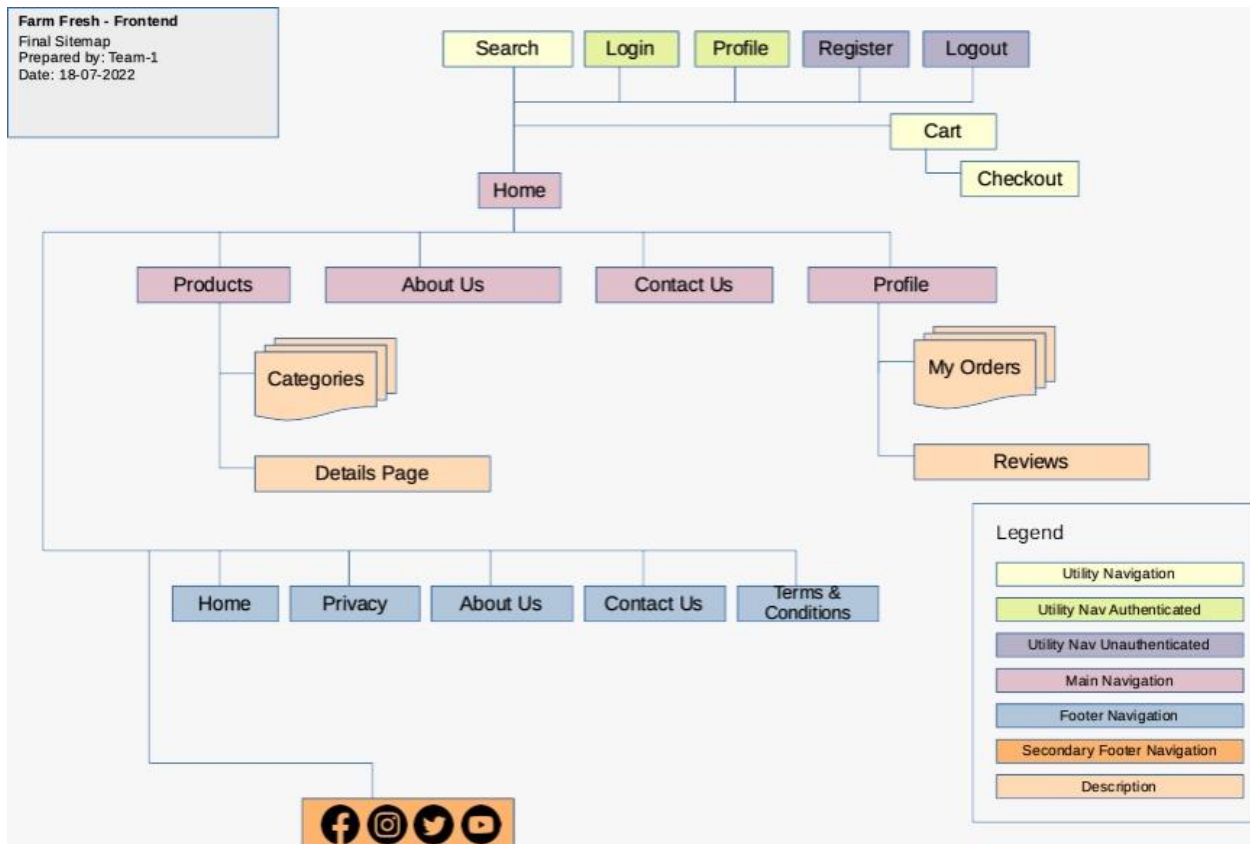 Farm Fresh - Frontend
Final Sitemap
Prepared by: Team-1
Date: 18-07-2022
Search
Login
Profile
Register
Logout
Cart
Checkout
Home
Products
About Us
Contact Us
Profile
Categories
My Orders
Details Page
Reviews
Legend
Utility Navigation
Utility Nav Authenticated
Utility Nav Unauthenticated
Main Navigation
Footer Navigation
Secondary Footer Navigation
Description
Home
Privacy
About Us
Contact Us
Terms &
Conditions